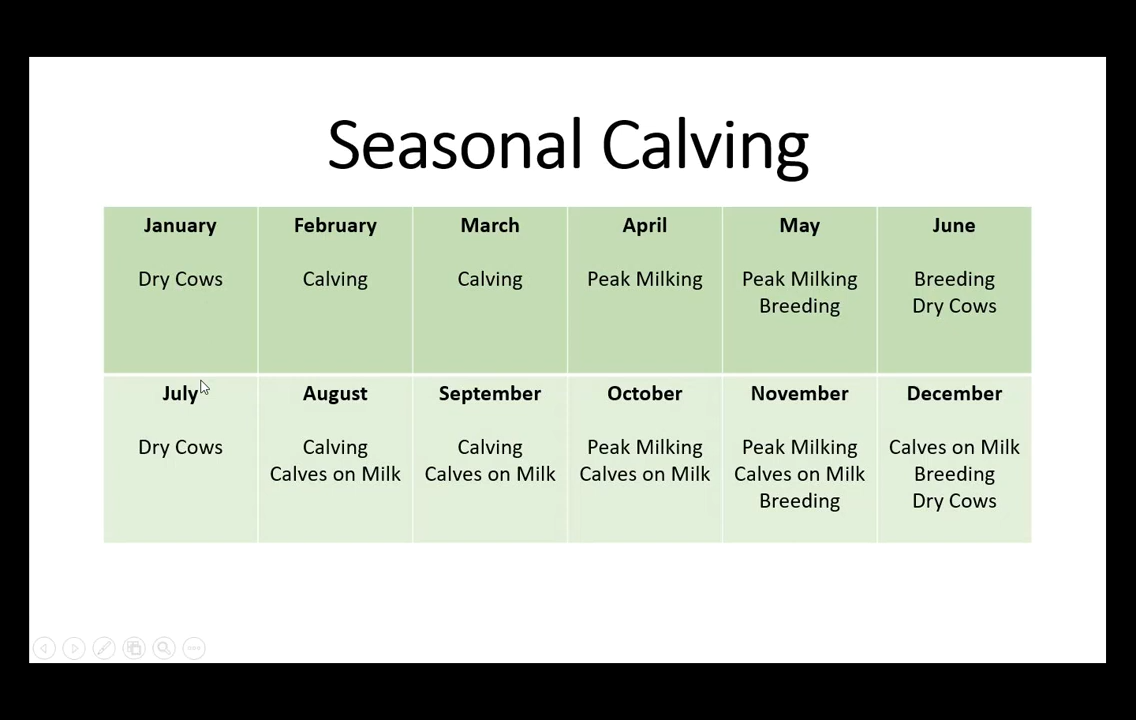 Seasonal Calving
January
Dry Cows
February
Calving
March
Calving
April
Peak Milking
May
Peak Milking
Breeding
June
Breeding
Dry Cows
July
Dry Cows
August
Calving
Calves on Milk
September
Calving
Calves on Milk
October
Peak Milking
Calves on Milk
November
Peak Milking
Calves on Milk
Breeding
December
Calves on Milk
Breeding
Dry Cows